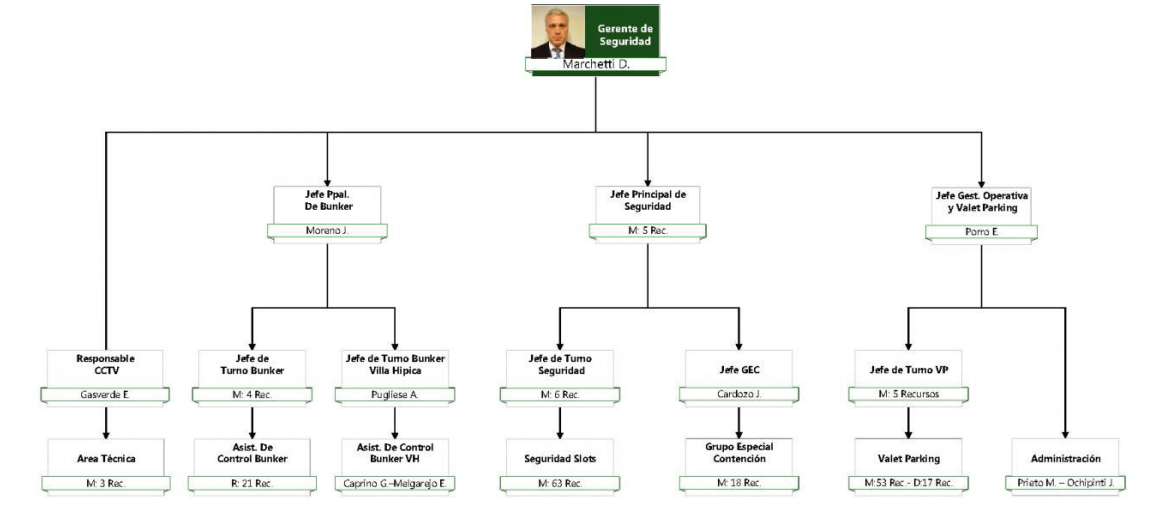 Gerente de
Seguridad
Marchetti D.
Jefe Ppal.
De Bunker
Moreno J.
Jefe Principal de
Seguridad
M: 5 Rec.
Jefe Gest. Operativa
y Valet Parking
Porro E.
Responsable
CCTV
Gasverde E.
Jefe de
Turno Bunker
M: 4 Rec.
Jefe de Turno Bunker
Villa Hipica
Pugliese A.
Jefe de Turno
Seguridad
M: 6 Rec.
Jefe GEC
Cardozo J.
Jefe de Turno VP
M: 5 Recursos
Area Técnica
M: 3 Rec.
Asist. De
Control Bunker
R: 21 Rec.
Asist. De Control
Bunker VH
Caprino G.–Melgarejo E.
Seguridad Slots
M: 63 Rec.
Grupo Especial
Contención
M: 18 Rec.
Valet Parking
M:53 Rec.- D:17 Rec.
Administración
Prieto M. – Ochipinti J.